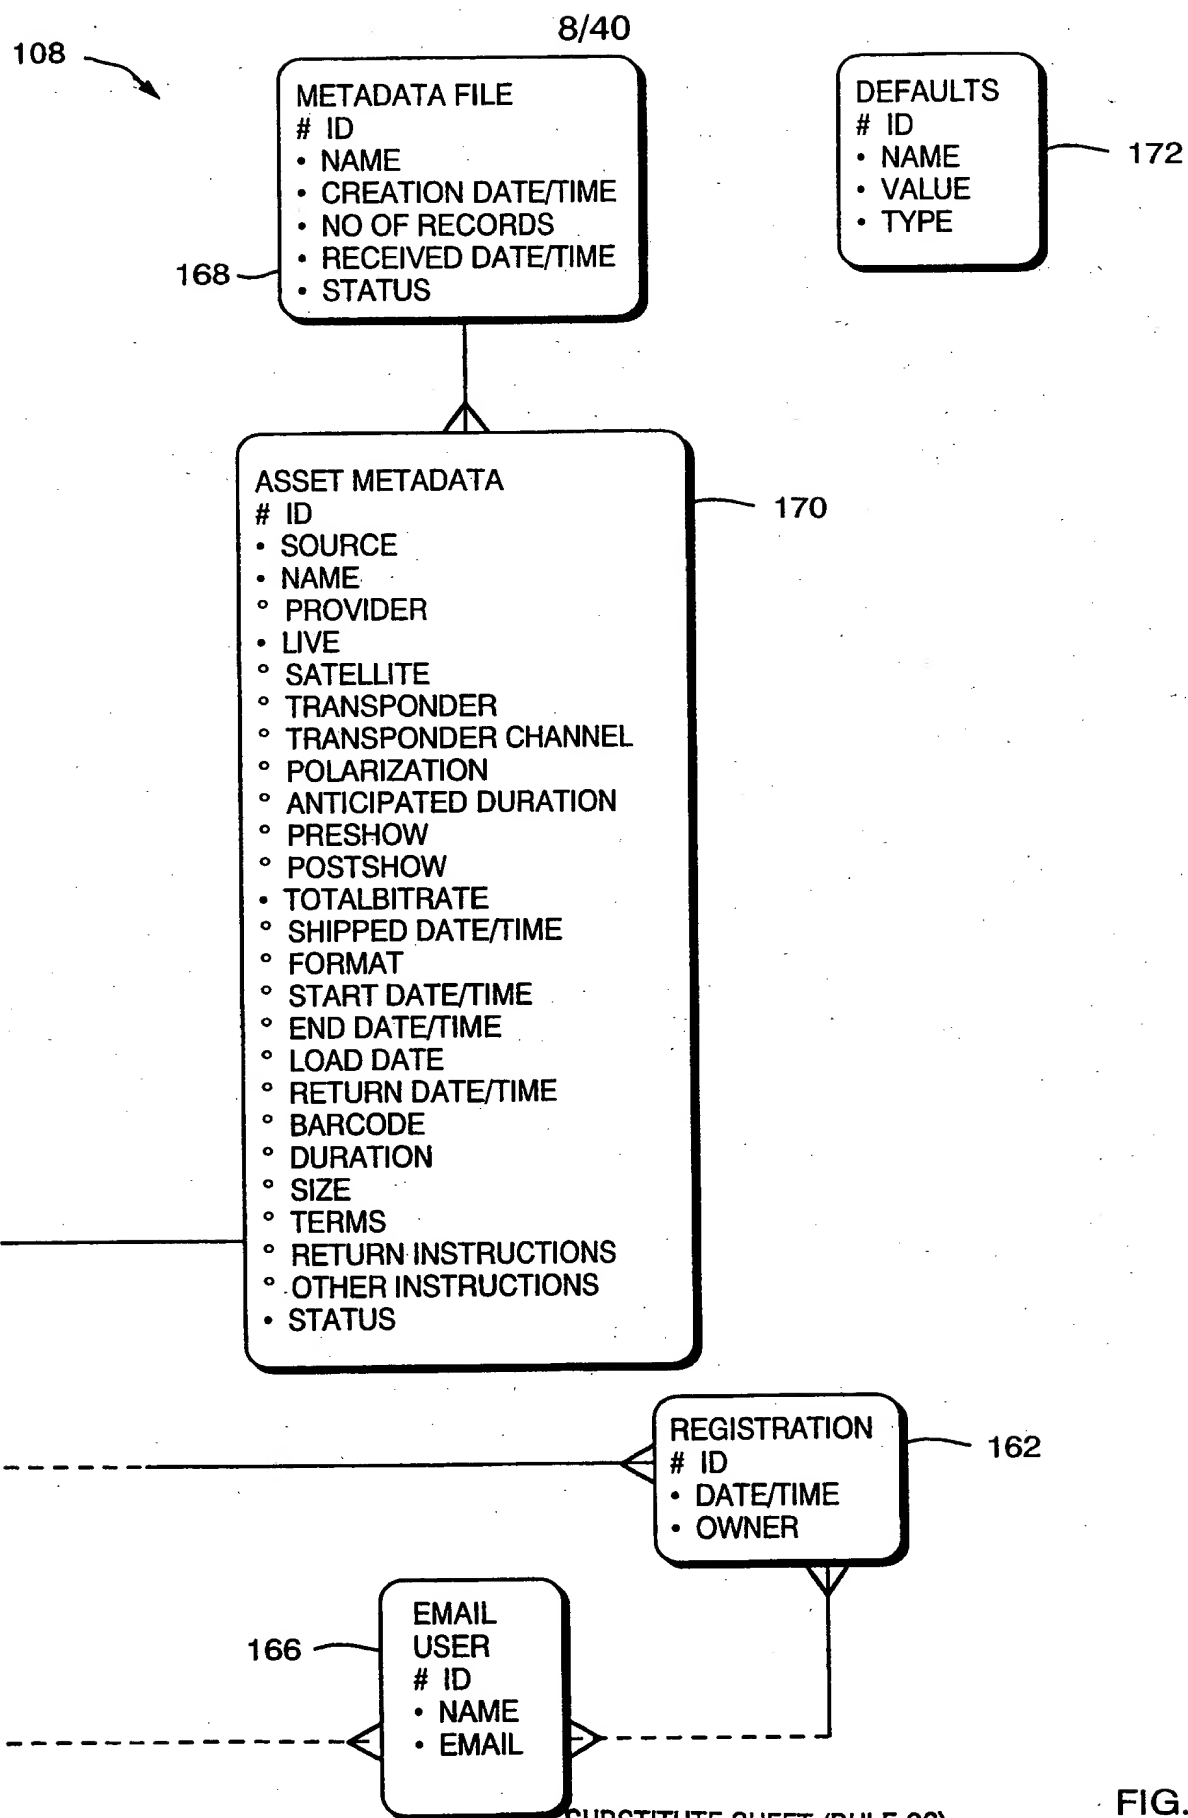 8/40
108
METADATA FILE
# ID
• NAME
• CREATION DATE/TIME
• NO OF RECORDS
• RECEIVED DATE/TIME
• STATUS
168
DEFAULTS
# ID
• NAME
• VALUE
• TYPE
172
ASSET METADATA
# ID
• SOURCE
• NAME
° PROVIDER
• LIVE
° SATELLITE
° TRANSPONDER
° TRANSPONDER CHANNEL
° POLARIZATION
° ANTICIPATED DURATION
° PRESHOW
° POSTSHOW
• TOTALBITRATE
° SHIPPED DATE/TIME
° FORMAT
° START DATE/TIME
° END DATE/TIME
° LOAD DATE
° RETURN DATE/TIME
° BARCODE
° DURATION
° SIZE
° TERMS
° RETURN INSTRUCTIONS
° OTHER INSTRUCTIONS
• STATUS
170
REGISTRATION
# ID
• DATE/TIME
• OWNER
162
EMAIL
USER
# ID
• NAME
• EMAIL
166
SUBSTITUTE SHEET
FIG.